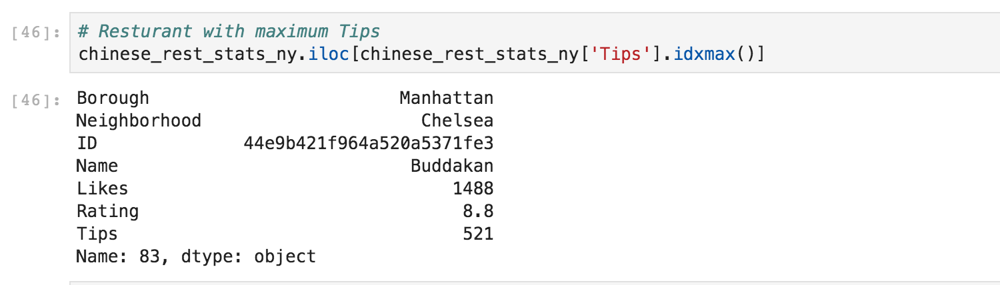 [46]: # Resturant with maximum Tips
chinese_rest_stats_ny.iloc[chinese_rest_stats_ny['Tips'].idxmax()]
[46]: Borough Manhattan
Neighborhood Chelsea
ID 44e9b421f964a520a5371fe3
Name Buddakan
Likes 1488
Rating 8.8
Tips 521
Name: 83, dtype: object